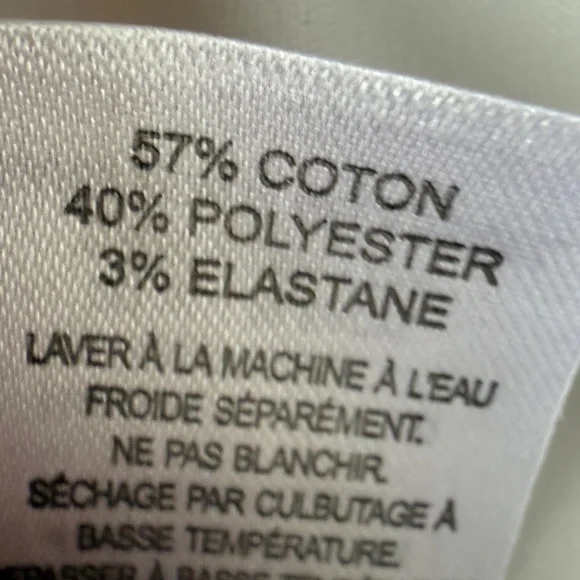 57% COTON
40% POLYESTER
3% ELASTANE
LAVER À LA MACHINE À L'EAU
FROIDE SÉPARÉMENT.
NE PAS BLANCHIR.
SÉCHAGE PAR CULBUTAGE À
BASSE TEMPÉRATURE.
À BASSE